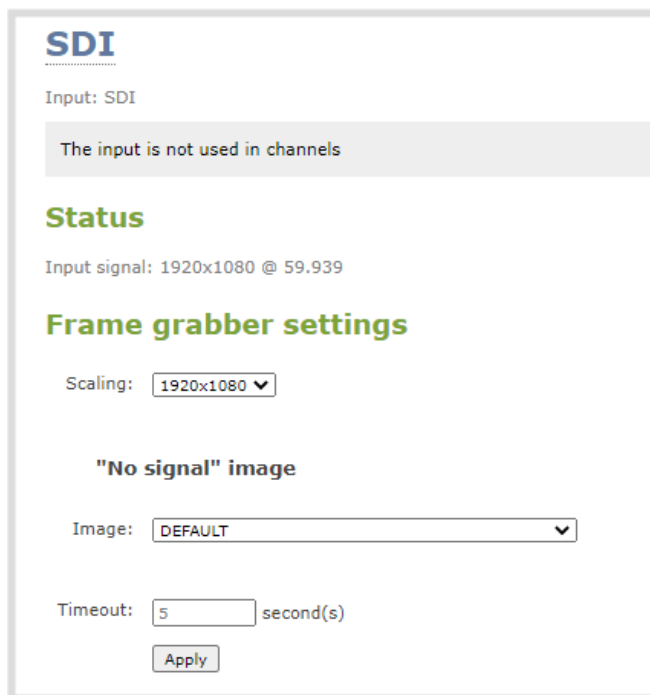 SDI
Input: SDI
The input is not used in channels
Status
Input signal: 1920x1080 @ 59.939
Frame grabber settings
Scaling: 1920x1080
"No signal" image
Image: DEFAULT
Timeout: 5 second(s)
Apply